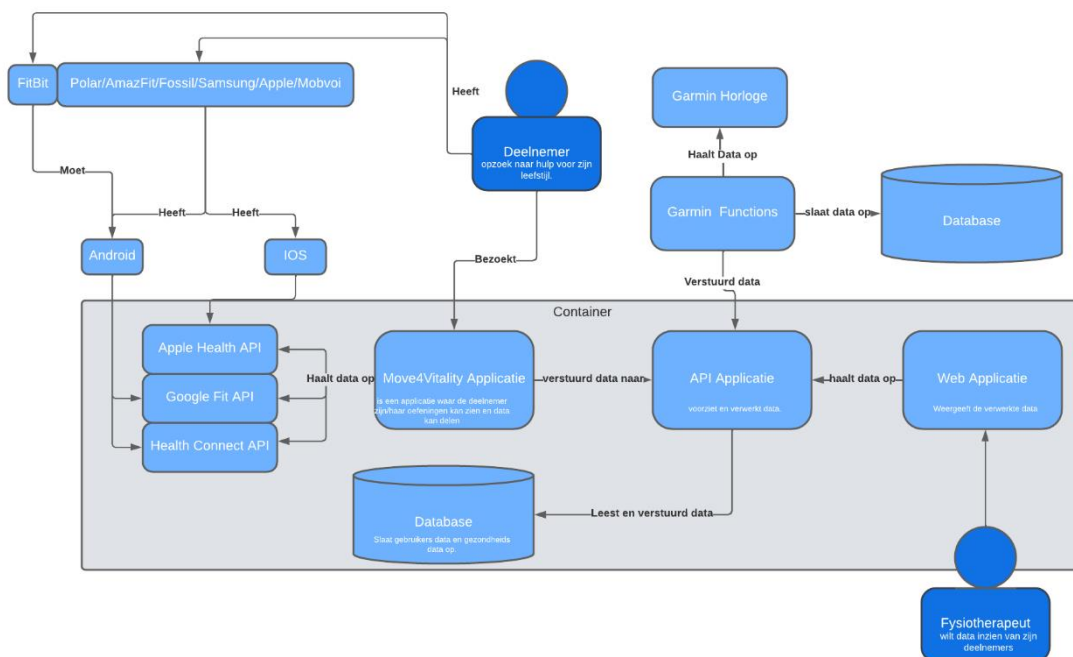 FitBit
Polar/AmazFit/Fossil/Samsung/Apple/Mobvoi
Heeft
Deelnemer
opzoek naar hulp voor zijn
leefstijl.
Garmin Horloge
Haalt Data op
Garmin Functions
slaat data op
Database
Moet
Heeft
Heeft
Android
IOS
Bezoekt
Verstuurd data
Container
Apple Health API
Google Fit API
Health Connect API
Haalt data op
Move4Vitality Applicatie
is een applicatie waar de deelnemer
zijn/haar oefeningen kan zien en data
kan delen
verstuurd data naar
API Applicatie
voorziet en verwerkt data.
haalt data op
Web Applicatie
Weergeeft de verwerkte data
Database
Slaat gebruikers data en gezondheids
data op.
Leest en verstuurd data
Fysiotherapeut
wilt data inzien van zijn
deelnemers